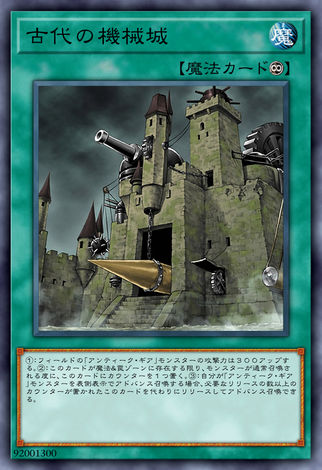 古代の機械城
魔
【魔法カード】
①:フィールドの「アンティーク・ギア」モンスターの攻撃力は300アップす
る。②:このカードが魔法&罠ゾーンに存在する限り、モンスターが通常召喚
される度に、このカードにカウンターを1つ置く。③:自分が「アンティーク・ギア」
モンスターを表側表示でアドバンス召喚する場合、必要なリリースの数以上の
カウンターが置かれたこのカードを代わりにリリースしてアドバンス召喚でき
る。
92001300